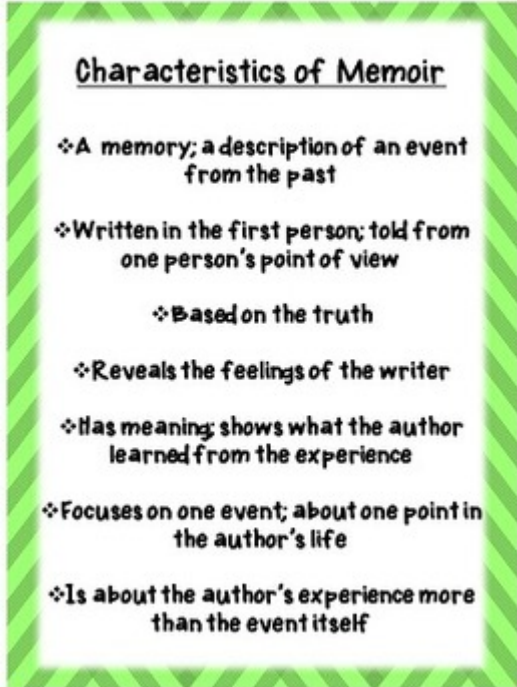 Characteristics of Memoir
❖A memory; a description of an event
from the past
❖Written in the first person; told from
one person's point of view
❖Based on the truth
❖Reveals the feelings of the writer
❖Has meaning; shows what the author
learned from the experience
❖Focuses on one event; about one point in
the author's life
❖Is about the author's experience more
than the event itself